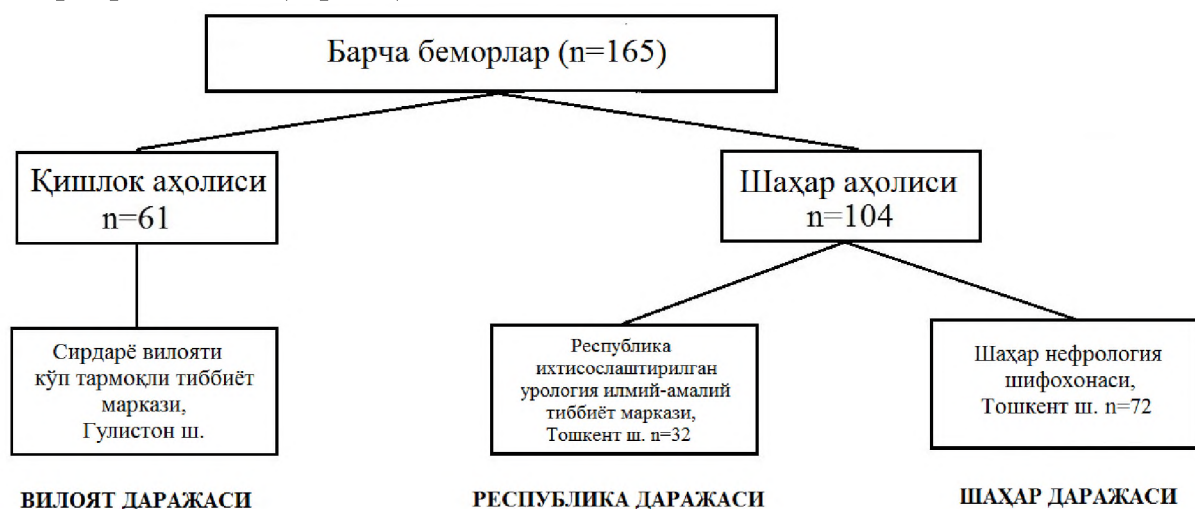 Барча беморлар (n=165)
Қишлок аҳолиси
n=61
Шаҳар аҳолиси
n=104
Сирдарё вилояти
кўп тармоқли тиббиёт
маркази,
Гулистон ш.
Республика
ихтисослаштирилган
урология илмий-амалий
тиббиёт маркази,
Тошкент ш. n=32
Шаҳар нефрология
шифохонаси,
Тошкент ш. n=72
ВИЛОЯТ ДАРАЖАСИ
РЕСПУБЛИКА ДАРАЖАСИ
ШАҲАР ДАРАЖАСИ